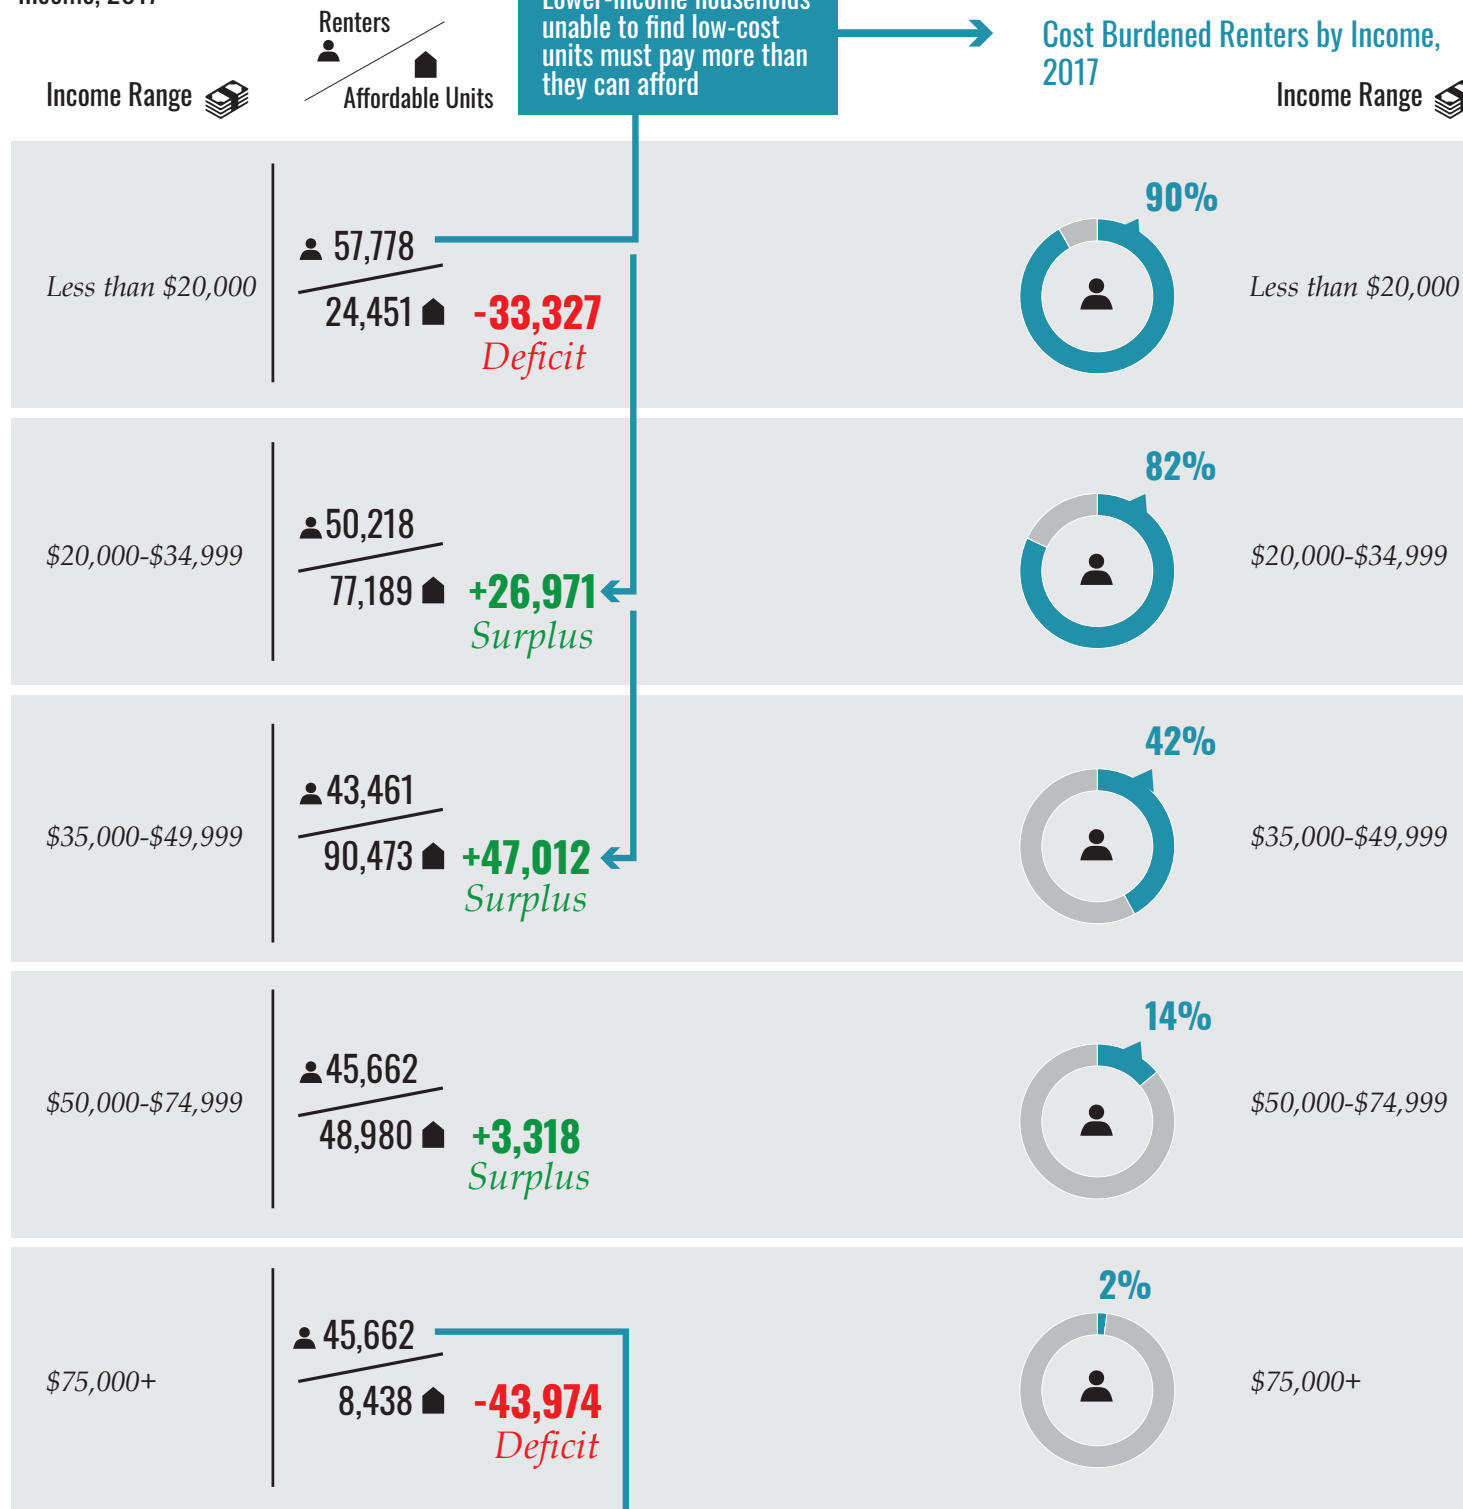 Income, 2017
Renters
Affordable Units
Income Range
Lower-income households
unable to find low-cost
units must pay more than
they can afford
Cost Burdened Renters by Income,
2017
Income Range
Less than $20,000
57,778
24,451
-33,327
Deficit
90%
Less than $20,000
$20,000-$34,999
50,218
77,189
+26,971
Surplus
82%
$20,000-$34,999
$35,000-$49,999
43,461
90,473
+47,012
Surplus
42%
$35,000-$49,999
$50,000-$74,999
45,662
48,980
+3,318
Surplus
14%
$50,000-$74,999
$75,000+
45,662
8,438
-43,974
Deficit
2%
$75,000+